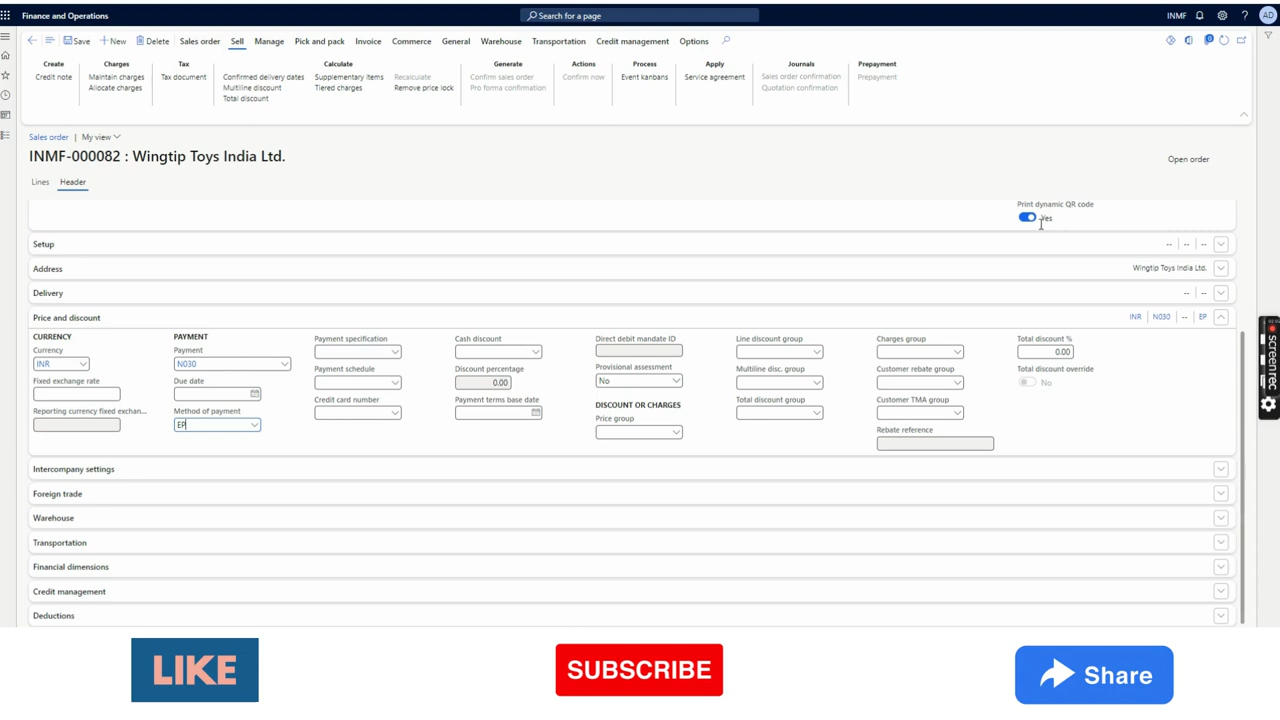 Finance and Operations
Search for a page
INMF
AD
Save
New
Delete
Sales order
Sell
Manage
Pick and pack
Invoice
Commerce
General
Warehouse
Transportation
Credit management
Options
0
Create
Credit note
Charges
Maintain charges
Allocate charges
Tax
Tax document
Calculate
Confirmed delivery dates
Multiline discount
Total discount
Supplementary items
Tiered charges
Recalculate
Remove price lock
Generate
Confirm sales order
Pro forma confirmation
Actions
Confirm now
Process
Event kanbans
Apply
Service agreement
Journals
Sales order confirmation
Quotation confirmation
Prepayment
Prepayment
Sales order | My view
INMF-000082 : Wingtip Toys India Ltd.
Open order
Lines
Header
Print dynamic QR code
Yes
Setup
-- | -- | --
Address
Wingtip Toys India Ltd.
Delivery
-- | --
Price and discount
INR | N030 | -- | EP
CURRENCY
Currency
INR
Fixed exchange rate
Reporting currency fixed exchan...
PAYMENT
Payment
N030
Due date
Method of payment
EP
Payment specification
Payment schedule
Credit card number
Cash discount
Discount percentage
0.00
Payment terms base date
Direct debit mandate ID
Provisional assessment
No
DISCOUNT OR CHARGES
Price group
Line discount group
Multiline disc. group
Total discount group
Charges group
Customer rebate group
Customer TMA group
Rebate reference
Total discount %
0.00
Total discount override
No
Intercompany settings
Foreign trade
Warehouse
Transportation
Financial dimensions
Credit management
Deductions
screenrec
LIKE
SUBSCRIBE
Share